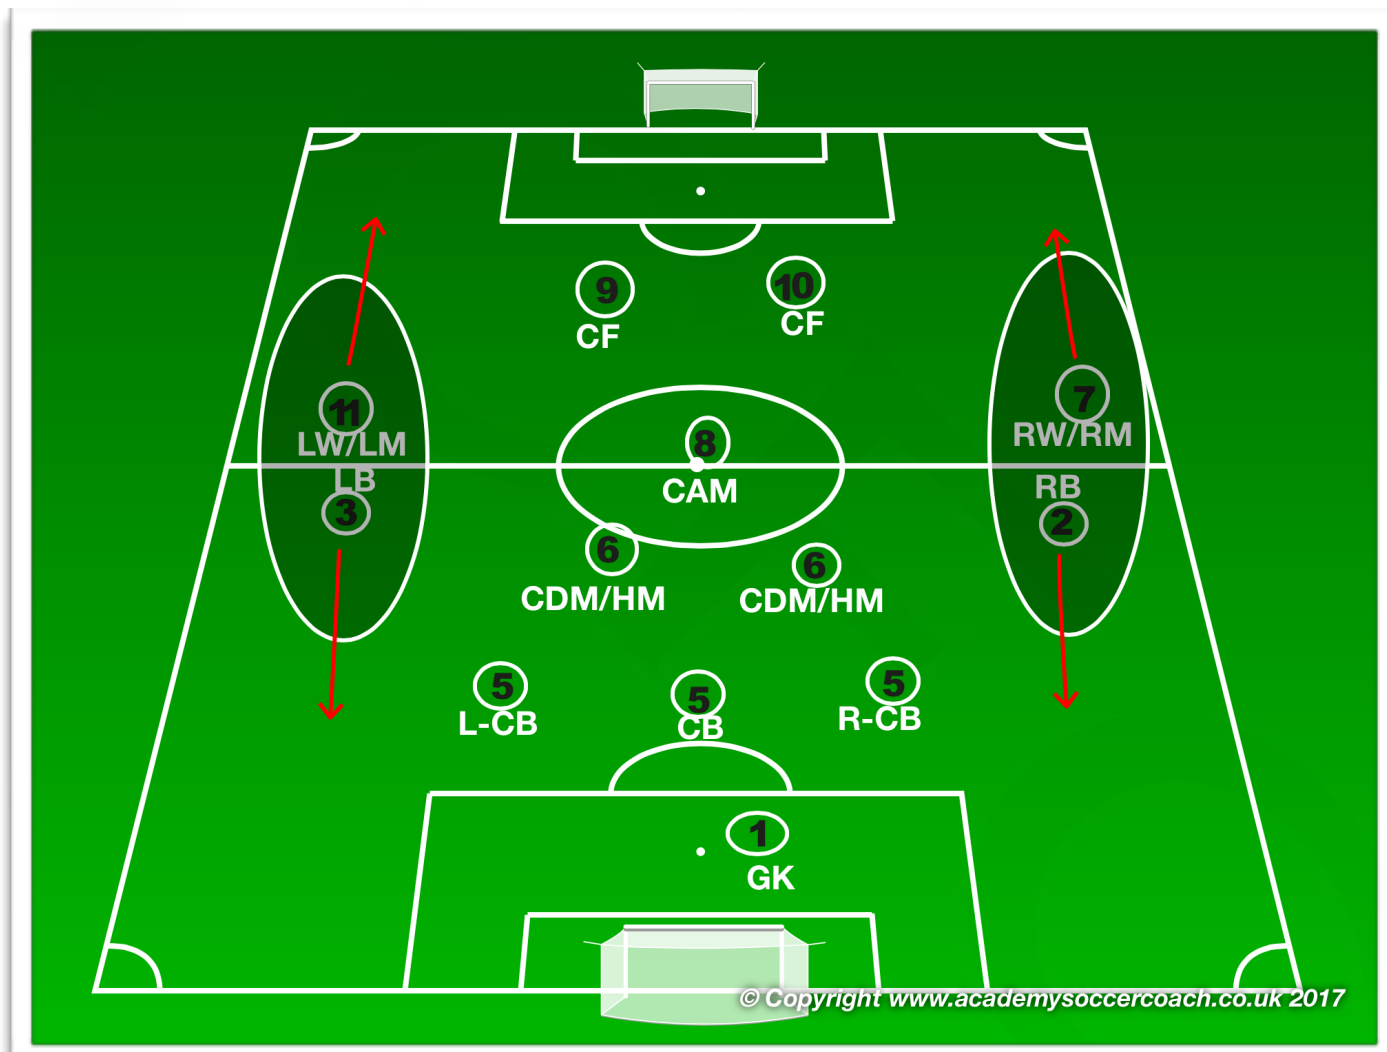 9
CF
10
CF
11
LW/LM
LB
3
7
RW/RM
RB
2
8
CAM
6
CDM/HM
6
CDM/HM
5
L-CB
5
CB
5
R-CB
1
GK
© Copyright www.academysoccercoach.co.uk 2017